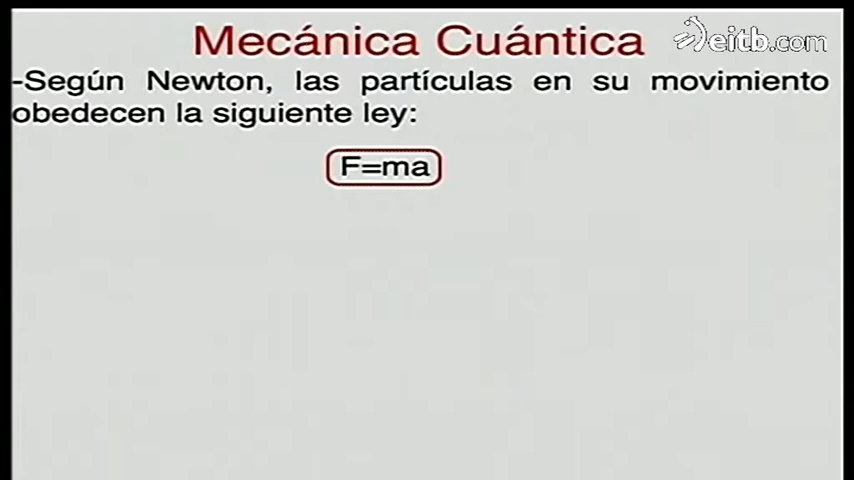 Mecánica Cuántica
eitb.com
-Según Newton, las partículas en su movimiento
obedecen la siguiente ley:
F=ma